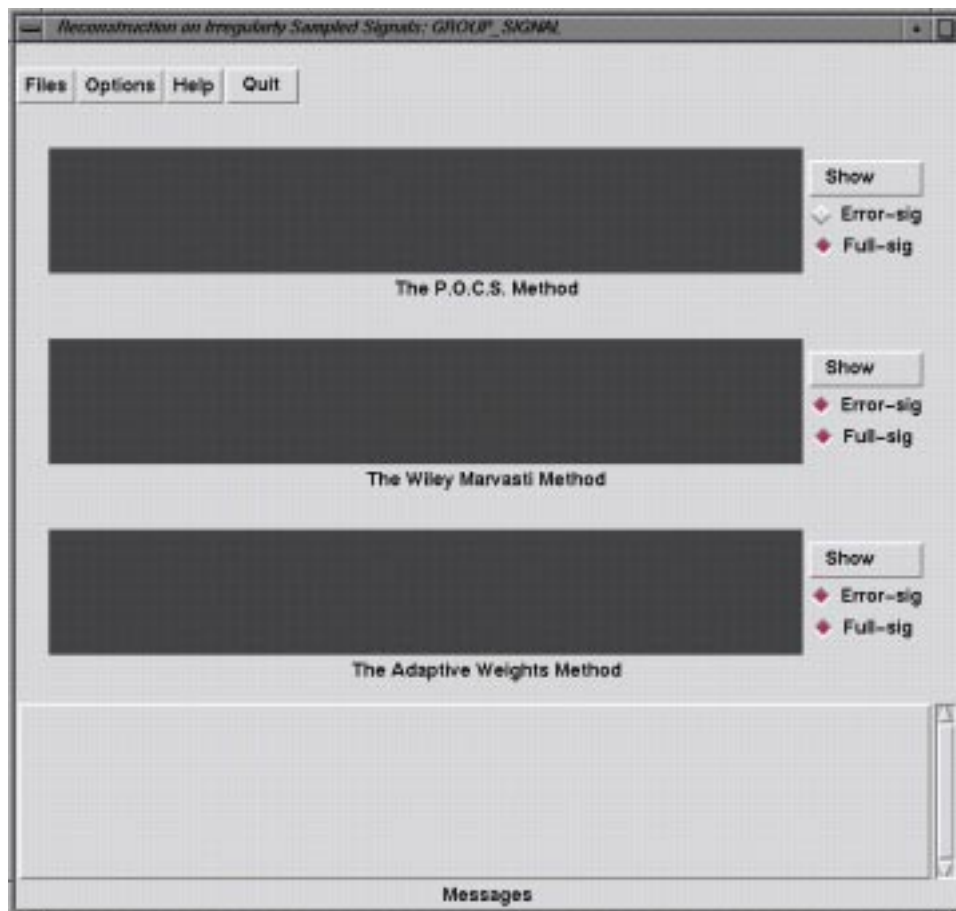 Reconstruction on Irregularly Sampled Signals: GROUP_SIGNAL
Files Options Help Quit
Show
Error-sig
Full-sig
The P.O.C.S. Method
Show
Error-sig
Full-sig
The Wiley Marvasti Method
Show
Error-sig
Full-sig
The Adaptive Weights Method
Messages